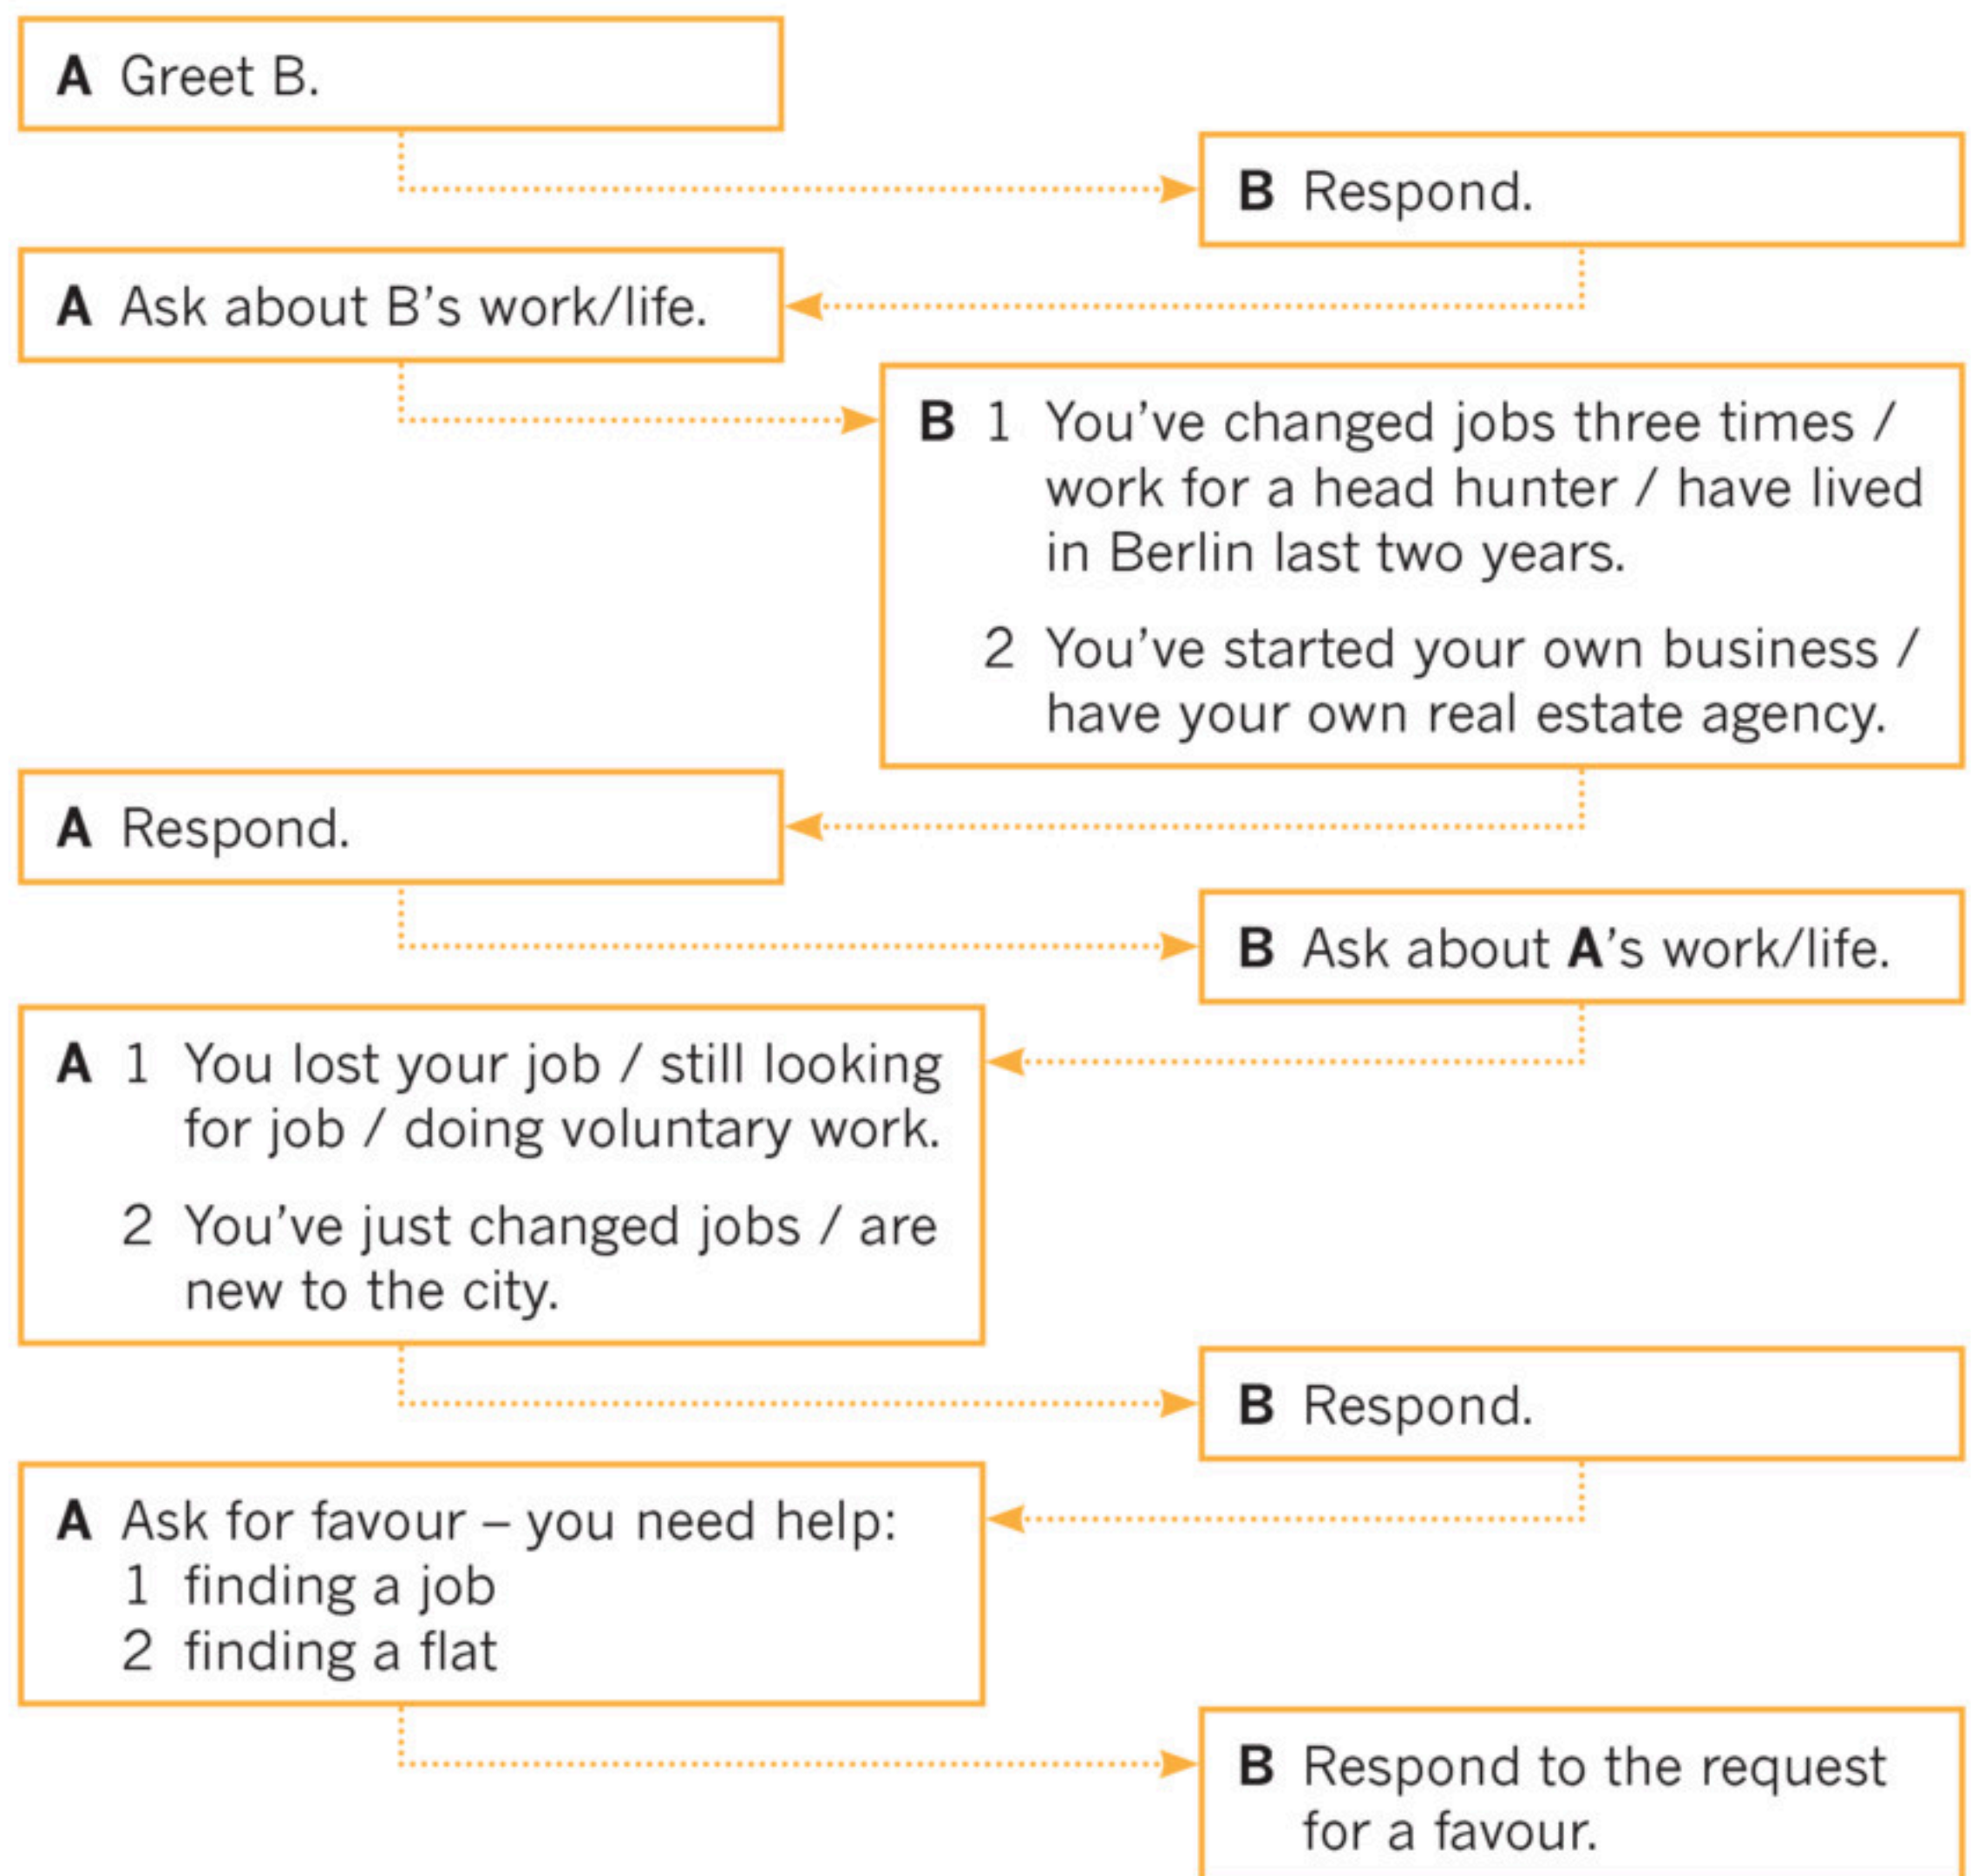 A Greet B.
B Respond.
A Ask about B's work/life.
B 1 You've changed jobs three times /
work for a head hunter / have lived
in Berlin last two years.
2 You've started your own business /
have your own real estate agency.
A Respond.
B Ask about A's work/life.
A 1 You lost your job / still looking
for job / doing voluntary work.
2 You've just changed jobs / are
new to the city.
B Respond.
A Ask for favour – you need help:
1 finding a job
2 finding a flat
B Respond to the request
for a favour.